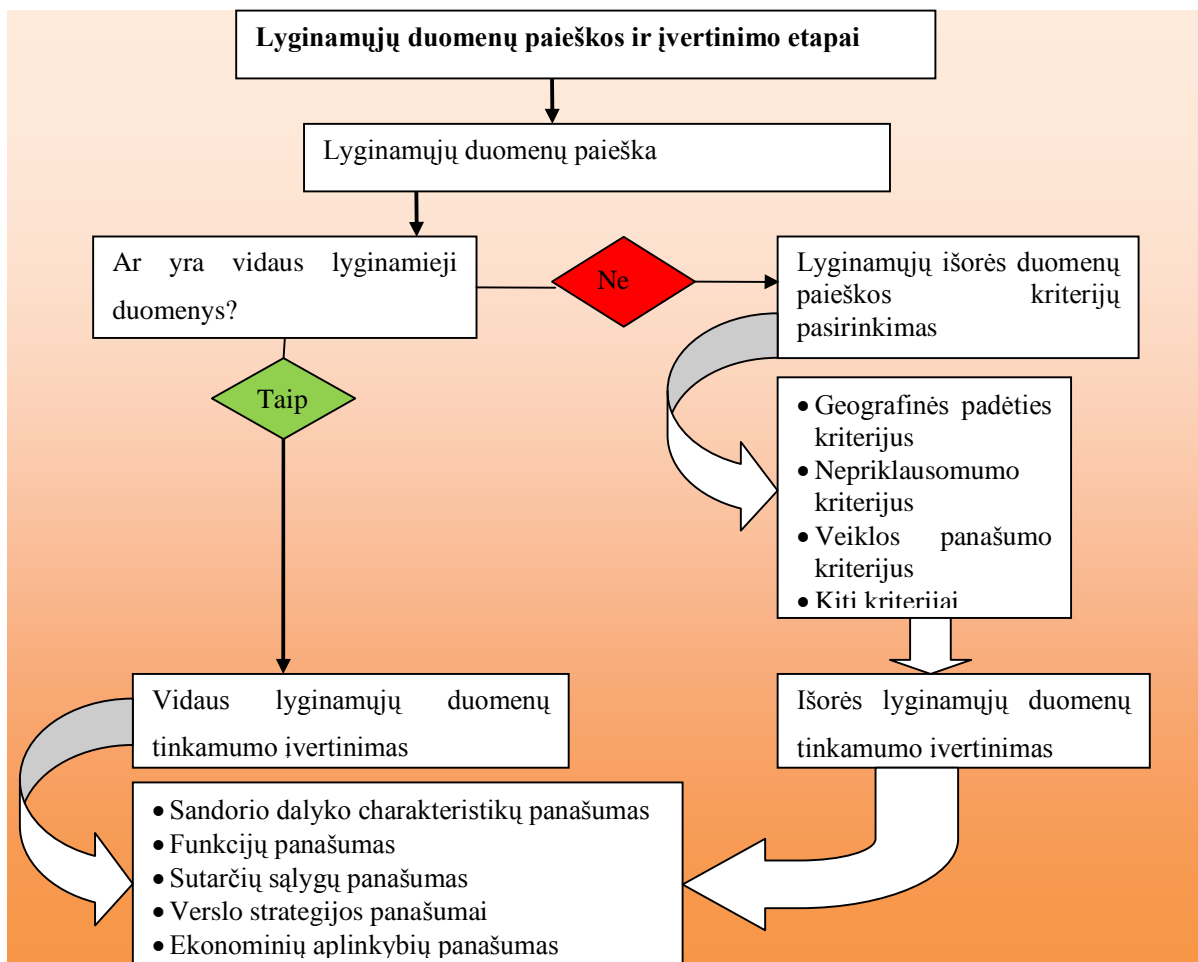 Lyginamųjų duomenų paieškos ir įvertinimo etapai
Lyginamųjų duomenų paieška
Ar yra vidaus lyginamieji
duomenys?
Ne
Lyginamųjų išorės duomenų
paieškos kriterijų
pasirinkimas
Taip
• Geografinės padėties
kriterijus
• Nepriklausomumo
kriterijus
• Veiklos panašumo
kriterijus
• Kiti kriterijai
Vidaus lyginamųjų duomenų
tinkamumo įvertinimas
Išorės lyginamųjų duomenų
tinkamumo įvertinimas
• Sandorio dalyko charakteristikų panašumas
• Funkcijų panašumas
• Sutarčių sąlygų panašumas
• Verslo strategijos panašumai
• Ekonominių aplinkybių panašumas